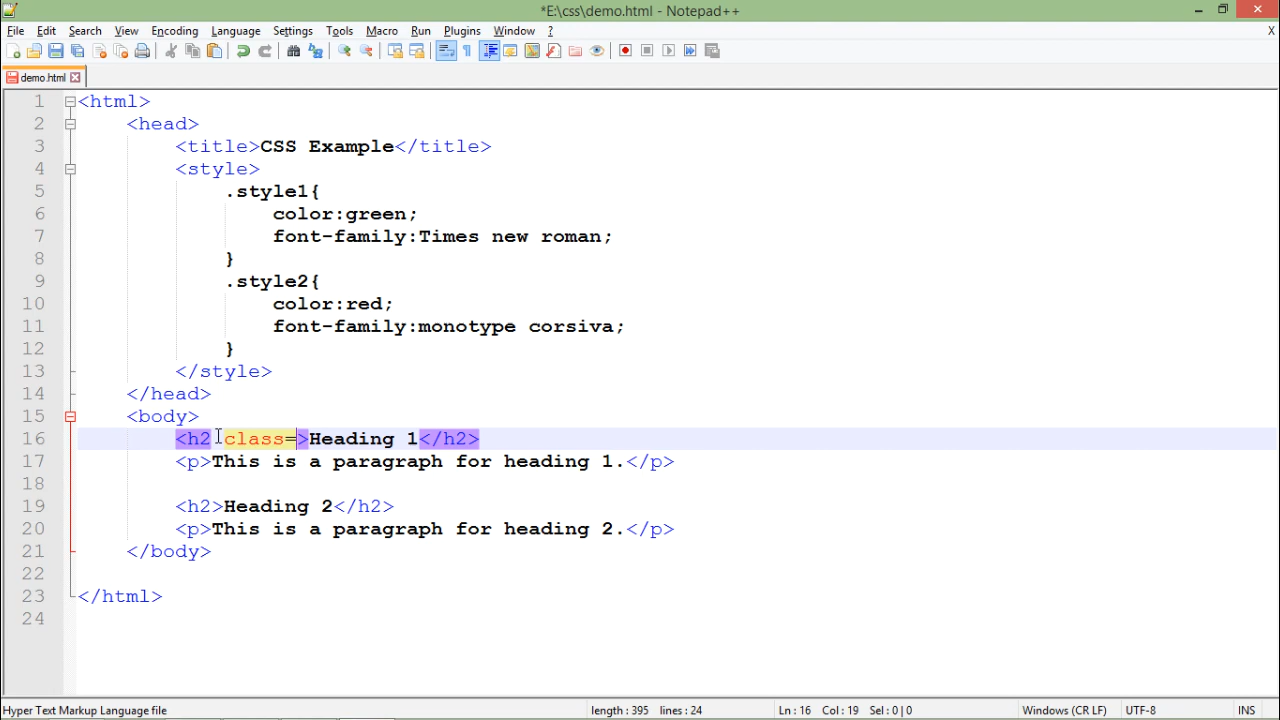 *E:\css\demo.html - Notepad++
File Edit Search View Encoding Language Settings Tools Macro Run Plugins Window ? X
demo.html
1 <html>
2 <head>
3 <title>CSS Example</title>
4 <style>
5 .style1{
6 color:green;
7 font-family:Times new roman;
8 }
9 .style2{
10 color:red;
11 font-family:monotype corsiva;
12 }
13 </style>
14 </head>
15 <body>
16 <h2 class=>Heading 1</h2>
17 <p>This is a paragraph for heading 1.</p>
18
19 <h2>Heading 2</h2>
20 <p>This is a paragraph for heading 2.</p>
21 </body>
22
23 </html>
24
Hyper Text Markup Language file length : 395 lines : 24 Ln : 16 Col : 19 Sel : 0 | 0 Windows (CR LF) UTF-8 INS